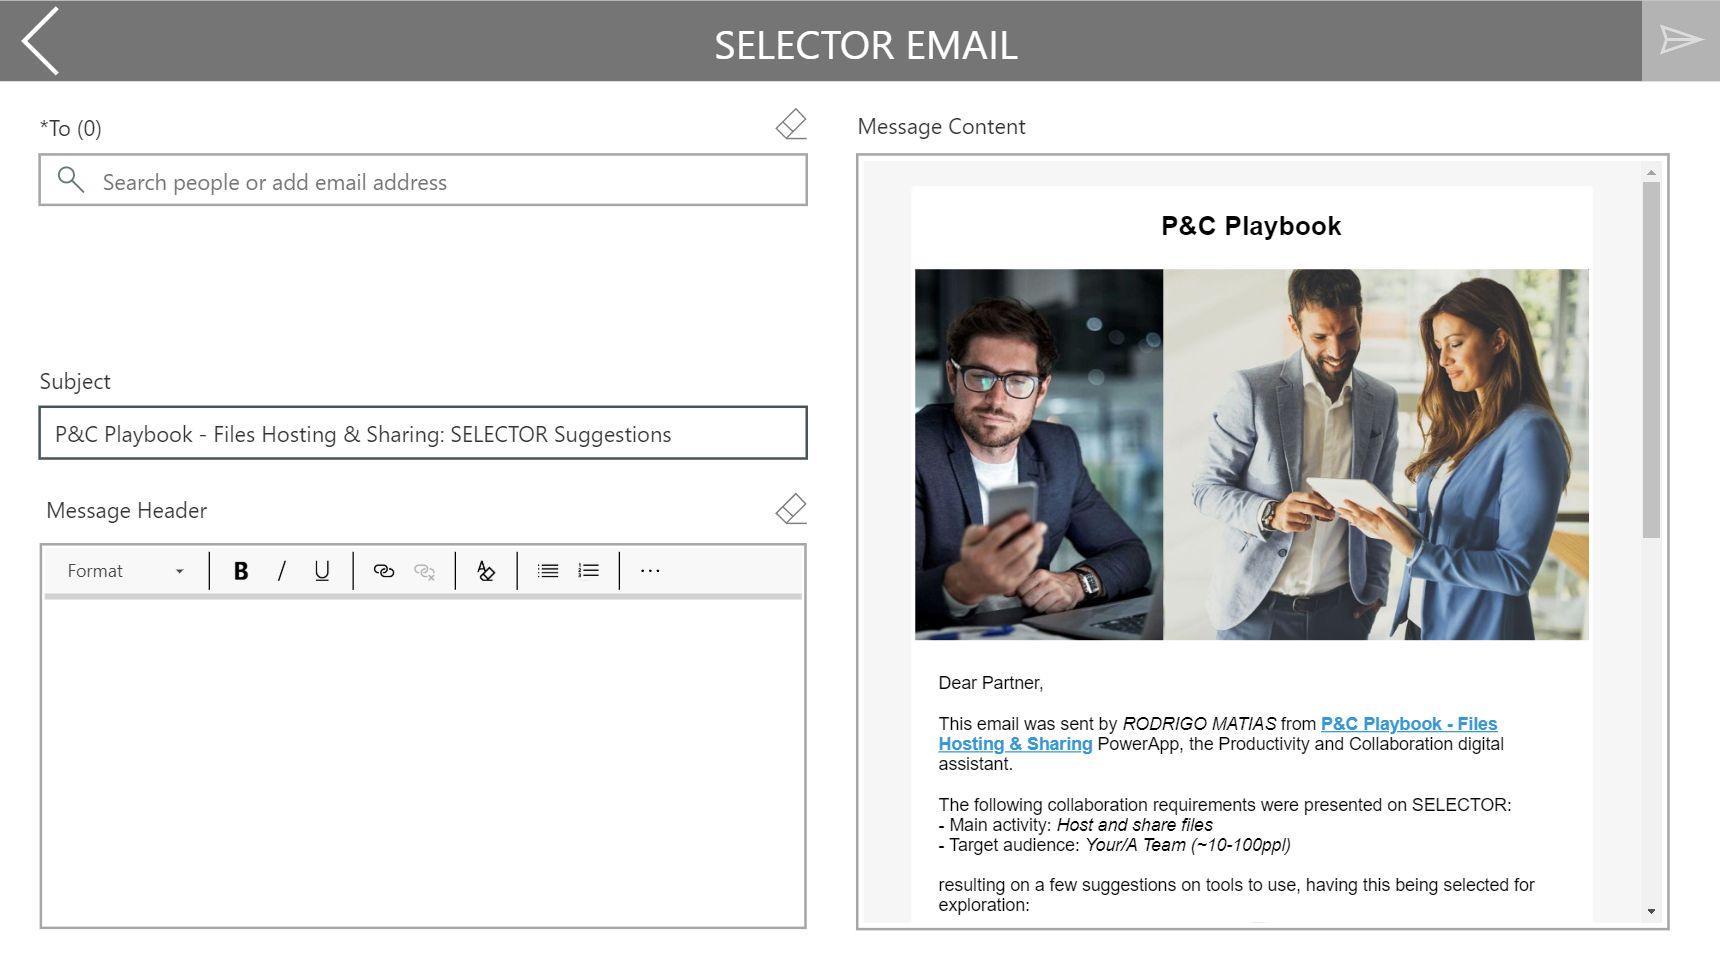 SELECTOR EMAIL
*To (0)
Search people or add email address
Subject
P&C Playbook - Files Hosting & Sharing: SELECTOR Suggestions
Message Header
Format
B / U
Message Content
P&C Playbook
Dear Partner,
This email was sent by RODRIGO MATIAS from P&C Playbook - Files
Hosting & Sharing PowerApp, the Productivity and Collaboration digital
assistant.
The following collaboration requirements were presented on SELECTOR:
- Main activity: Host and share files
- Target audience: Your/A Team (~10-100ppl)
resulting on a few suggestions on tools to use, having this being selected for
exploration: